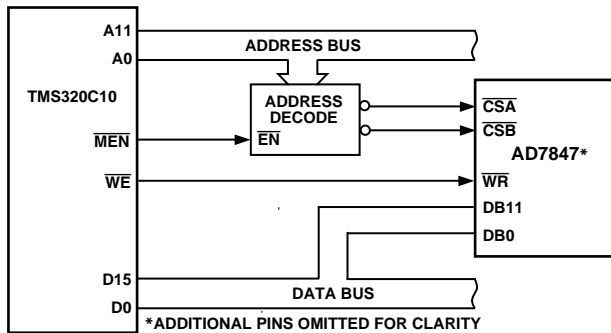 A11
ADDRESS BUS
A0
TMS320C10
ADDRESS
DECODE
CSA
MEN
EN
CSB
AD7847*
WE
WR
DB11
DB0
D15
DATA BUS
D0
*ADDITIONAL PINS OMITTED FOR CLARITY